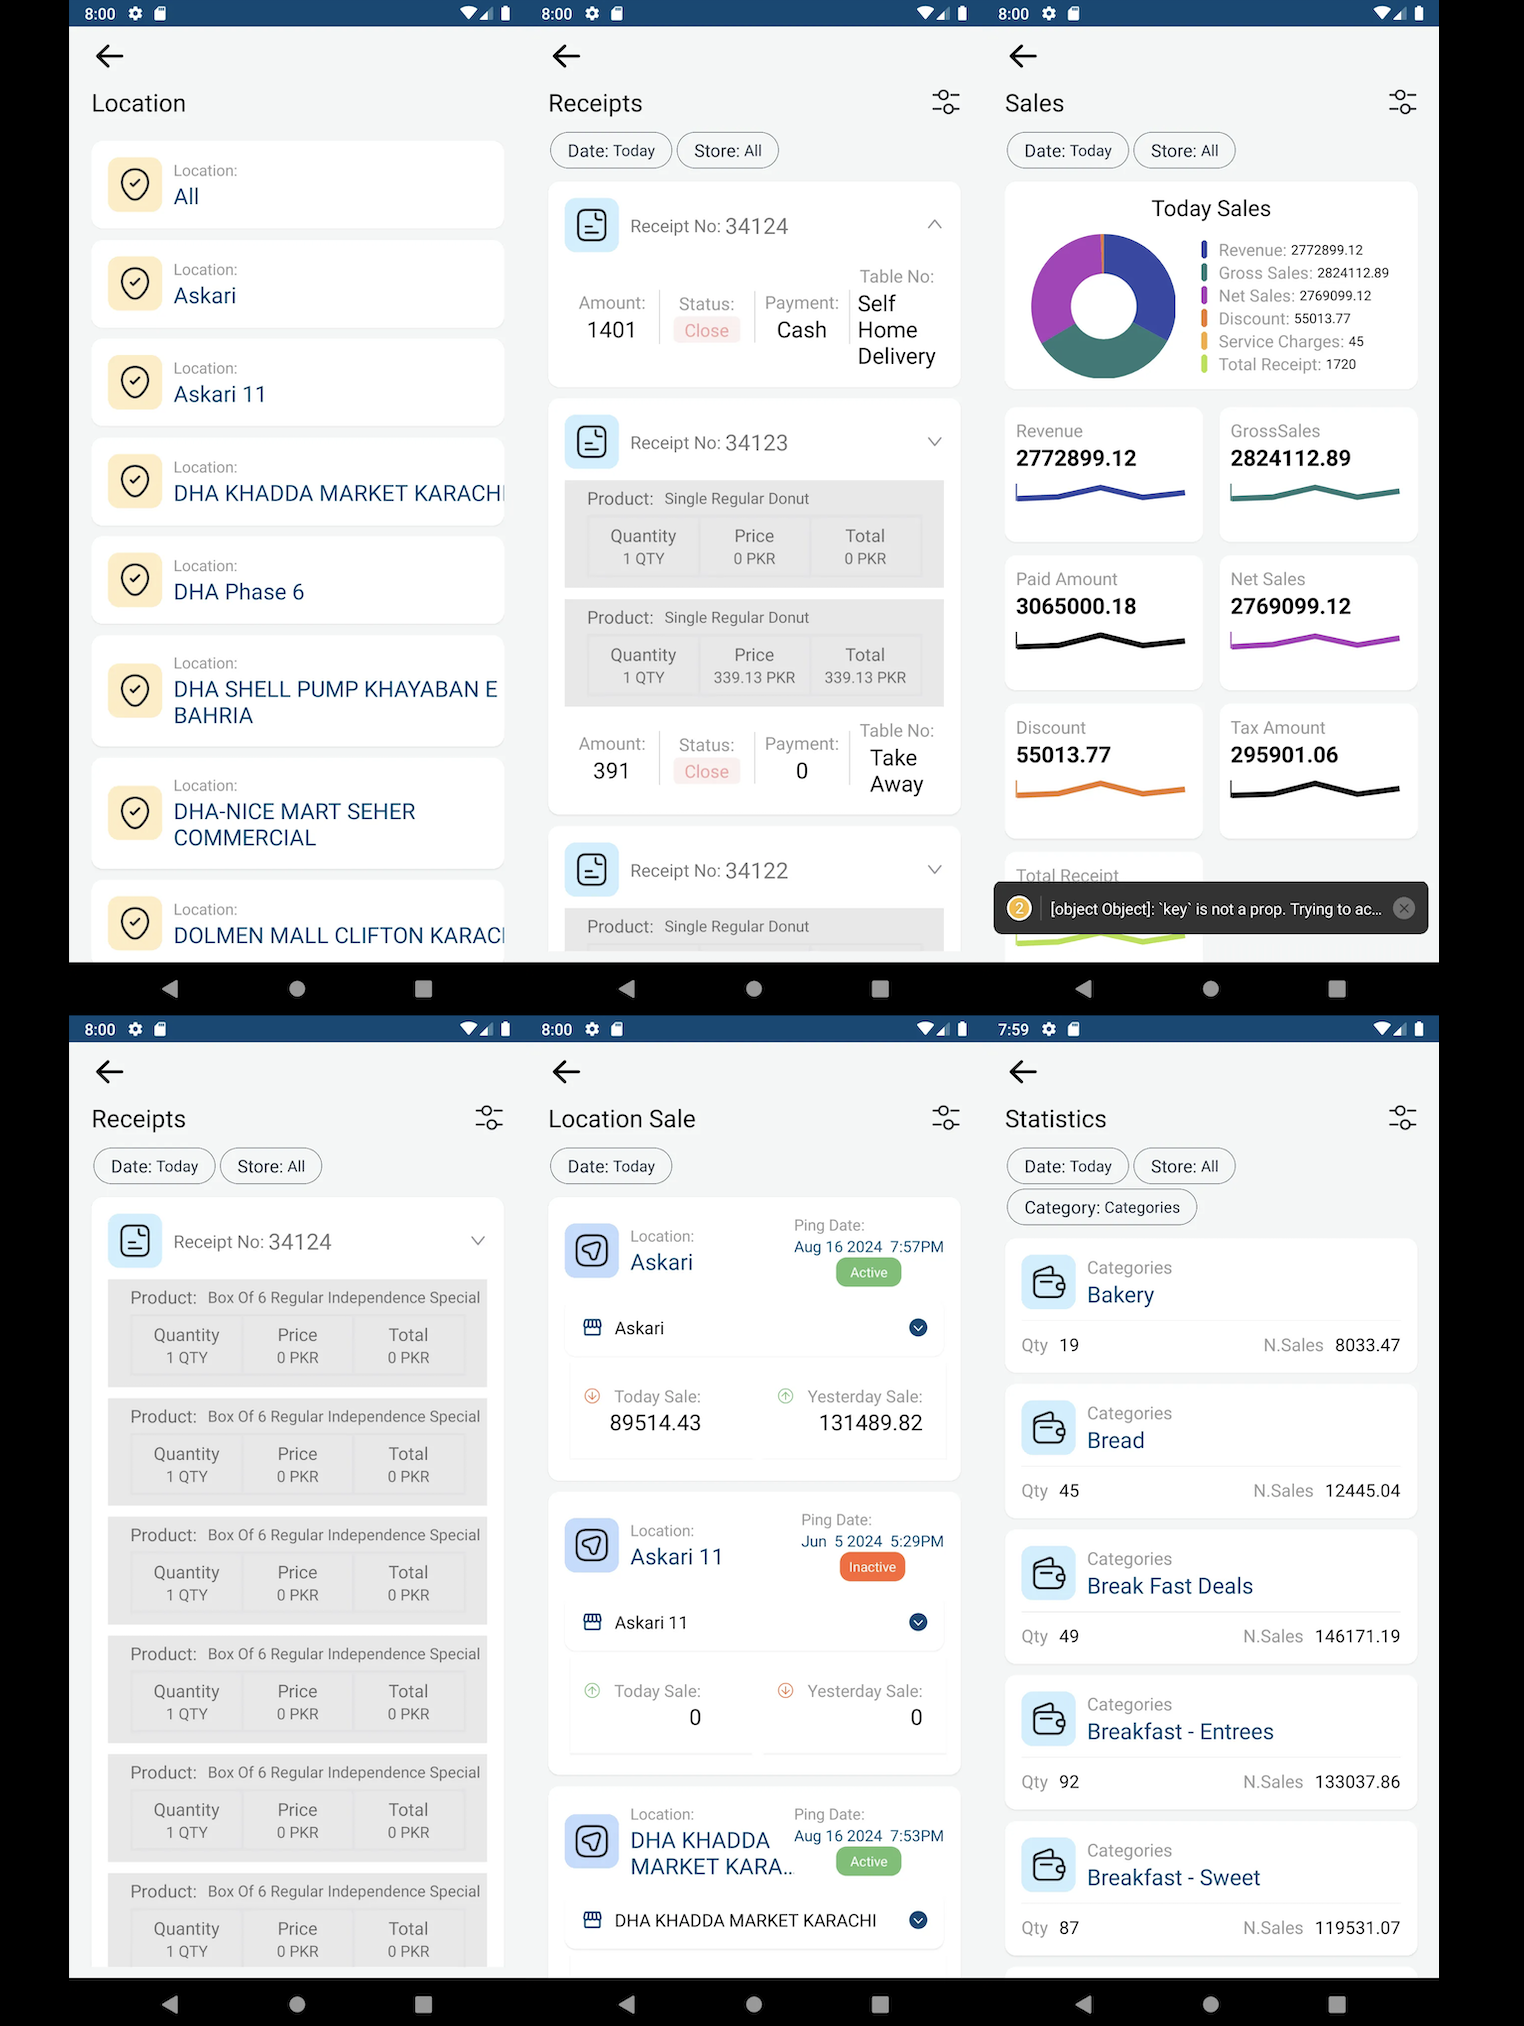 8:00
Location
Location:
All
Location:
Askari
Location:
Askari 11
Location:
DHA KHADDA MARKET KARACHI
Location:
DHA Phase 6
Location:
DHA SHELL PUMP KHAYABAN E
BAHRIA
Location:
DHA-NICE MART SEHER
COMMERCIAL
Location:
DOLMEN MALL CLIFTON KARACI
8:00
Receipts
Date: Today Store: All
Receipt No: 34124
Amount: Status: Payment: Table No:
1401 Close Cash Self
Home
Delivery
Receipt No: 34123
Product: Single Regular Donut
Quantity Price Total
1 QTY 0 PKR 0 PKR
Product: Single Regular Donut
Quantity Price Total
1 QTY 339.13 PKR 339.13 PKR
Amount: Status: Payment: Table No:
391 Close 0 Take
Away
Receipt No: 34122
Product: Single Regular Donut
8:00
Sales
Date: Today Store: All
Today Sales
Revenue: 2772899.12
Gross Sales: 2824112.89
Net Sales: 2769099.12
Discount: 55013.77
Service Charges: 45
Total Receipt: 1720
Revenue GrossSales
2772899.12 2824112.89
Paid Amount Net Sales
3065000.18 2769099.12
Discount Tax Amount
55013.77 295901.06
Total Receipt
2 [object Object]: `key` is not a prop. Trying to ac...
8:00
Receipts
Date: Today Store: All
Receipt No: 34124
Product: Box Of 6 Regular Independence Special
Quantity Price Total
1 QTY 0 PKR 0 PKR
Product: Box Of 6 Regular Independence Special
Quantity Price Total
1 QTY 0 PKR 0 PKR
Product: Box Of 6 Regular Independence Special
Quantity Price Total
1 QTY 0 PKR 0 PKR
Product: Box Of 6 Regular Independence Special
Quantity Price Total
1 QTY 0 PKR 0 PKR
Product: Box Of 6 Regular Independence Special
Quantity Price Total
1 QTY 0 PKR 0 PKR
Product: Box Of 6 Regular Independence Special
Quantity Price Total
1 QTY 0 PKR 0 PKR
8:00
Location Sale
Date: Today
Location: Ping Date:
Askari Aug 16 2024 7:57PM
Active
Askari
Today Sale: Yesterday Sale:
89514.43 131489.82
Location: Ping Date:
Askari 11 Jun 5 2024 5:29PM
Inactive
Askari 11
Today Sale: Yesterday Sale:
0 0
Location: Ping Date:
DHA KHADDA Aug 16 2024 7:53PM
MARKET KARA... Active
DHA KHADDA MARKET KARACHI
7:59
Statistics
Date: Today Store: All
Category: Categories
Categories
Bakery
Qty 19 N.Sales 8033.47
Categories
Bread
Qty 45 N.Sales 12445.04
Categories
Break Fast Deals
Qty 49 N.Sales 146171.19
Categories
Breakfast - Entrees
Qty 92 N.Sales 133037.86
Categories
Breakfast - Sweet
Qty 87 N.Sales 119531.07